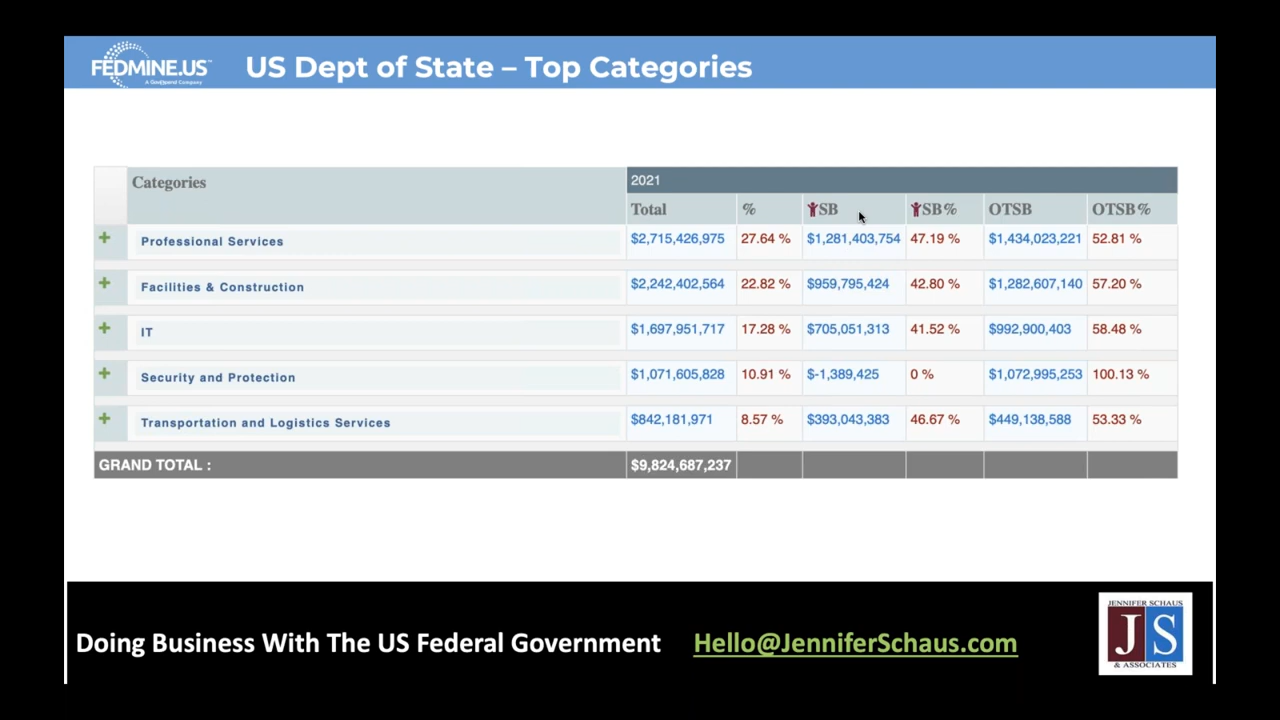 FEDMINE.US
A GovSpend Company
US Dept of State – Top Categories
Categories
2021
Total % SB SB% OTSB OTSB%
Professional Services $2,715,426,975 27.64 % $1,281,403,754 47.19 % $1,434,023,221 52.81 %
Facilities & Construction $2,242,402,564 22.82 % $959,795,424 42.80 % $1,282,607,140 57.20 %
IT $1,697,951,717 17.28 % $705,051,313 41.52 % $992,900,403 58.48 %
Security and Protection $1,071,605,828 10.91 % $-1,389,425 0 % $1,072,995,253 100.13 %
Transportation and Logistics Services $842,181,971 8.57 % $393,043,383 46.67 % $449,138,588 53.33 %
GRAND TOTAL : $9,824,687,237
Doing Business With The US Federal Government Hello@JenniferSchaus.com
JENNIFER SCHAUS
JS
& ASSOCIATES